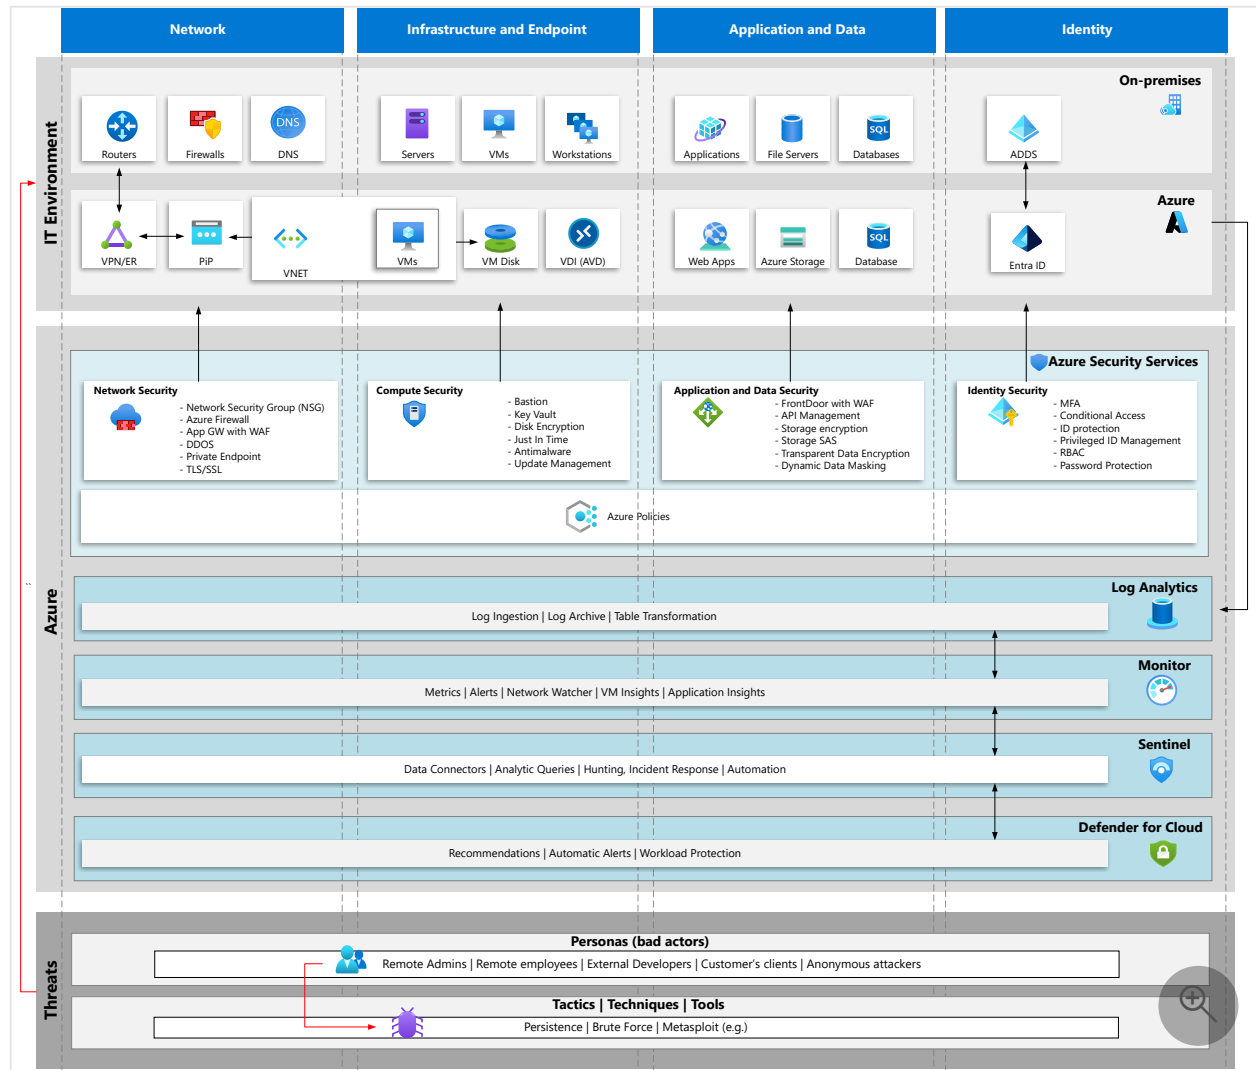 Network
Infrastructure and Endpoint
Application and Data
Identity
IT Environment
On-premises
Routers
Firewalls
DNS
DNS
Servers
VMs
Workstations
Applications
File Servers
SQL
Databases
ADDS
Azure
VPN/ER
PiP
VNET
VMs
VM Disk
VDI (AVD)
Web Apps
Azure Storage
SQL
Database
Entra ID
Azure
Azure Security Services
Network Security
- Network Security Group (NSG)
- Azure Firewall
- App GW with WAF
- DDOS
- Private Endpoint
- TLS/SSL
Compute Security
- Bastion
- Key Vault
- Disk Encryption
- Just In Time
- Antimalware
- Update Management
Application and Data Security
- FrontDoor with WAF
- API Management
- Storage encryption
- Storage SAS
- Transparent Data Encryption
- Dynamic Data Masking
Identity Security
- MFA
- Conditional Access
- ID protection
- Privileged ID Management
- RBAC
- Password Protection
Azure Policies
``
Log Analytics
Log Ingestion | Log Archive | Table Transformation
Monitor
Metrics | Alerts | Network Watcher | VM Insights | Application Insights
Sentinel
Data Connectors | Analytic Queries | Hunting, Incident Response | Automation
Defender for Cloud
Recommendations | Automatic Alerts | Workload Protection
Threats
Personas (bad actors)
Remote Admins | Remote employees | External Developers | Customer's clients | Anonymous attackers
Tactics | Techniques | Tools
Persistence | Brute Force | Metasploit (e.g.)